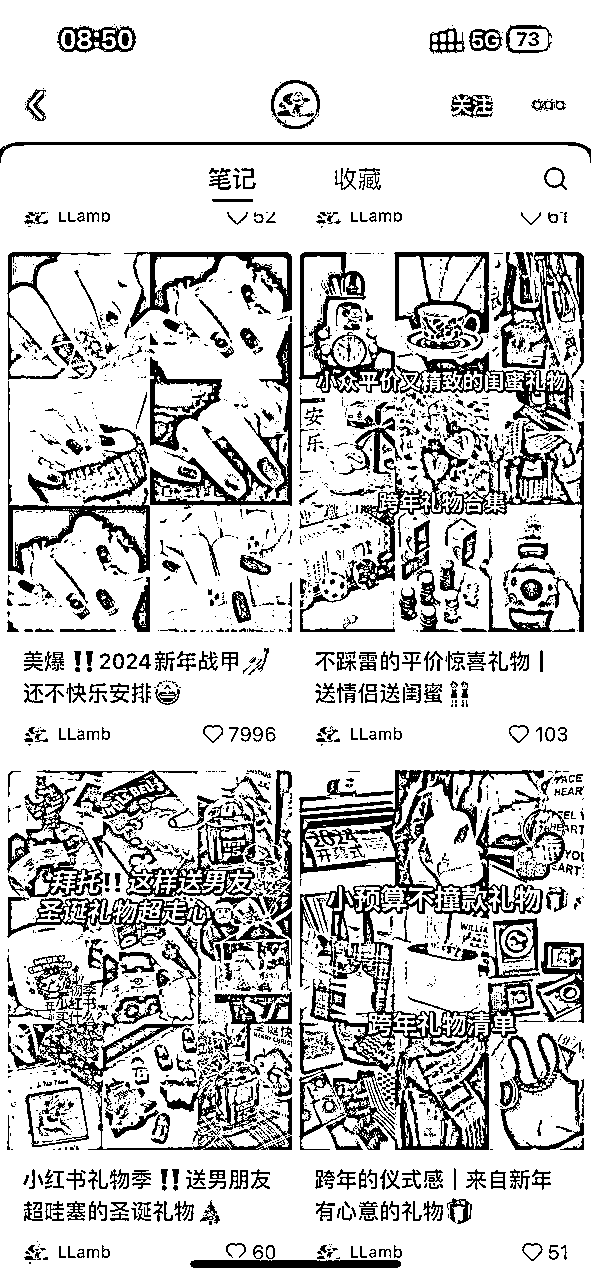 08:50
5G 73
关注
笔记
收藏
LLamb
52
LLamb
61
小众平价又精致的闺蜜礼物
安
乐
跨年礼物合集
美爆‼️2024新年战甲
还不快乐安排
LLamb
7996
不踩雷的平价惊喜礼物｜
送情侣送闺蜜
LLamb
103
拜托!! 这样送男友
圣诞礼物超走心
2024
开幕式
小预算不撞款礼物
跨年礼物清单
小红书礼物季‼️送男朋友
超哇塞的圣诞礼物
LLamb
60
跨年的仪式感｜来自新年
有心意的礼物
LLamb
51